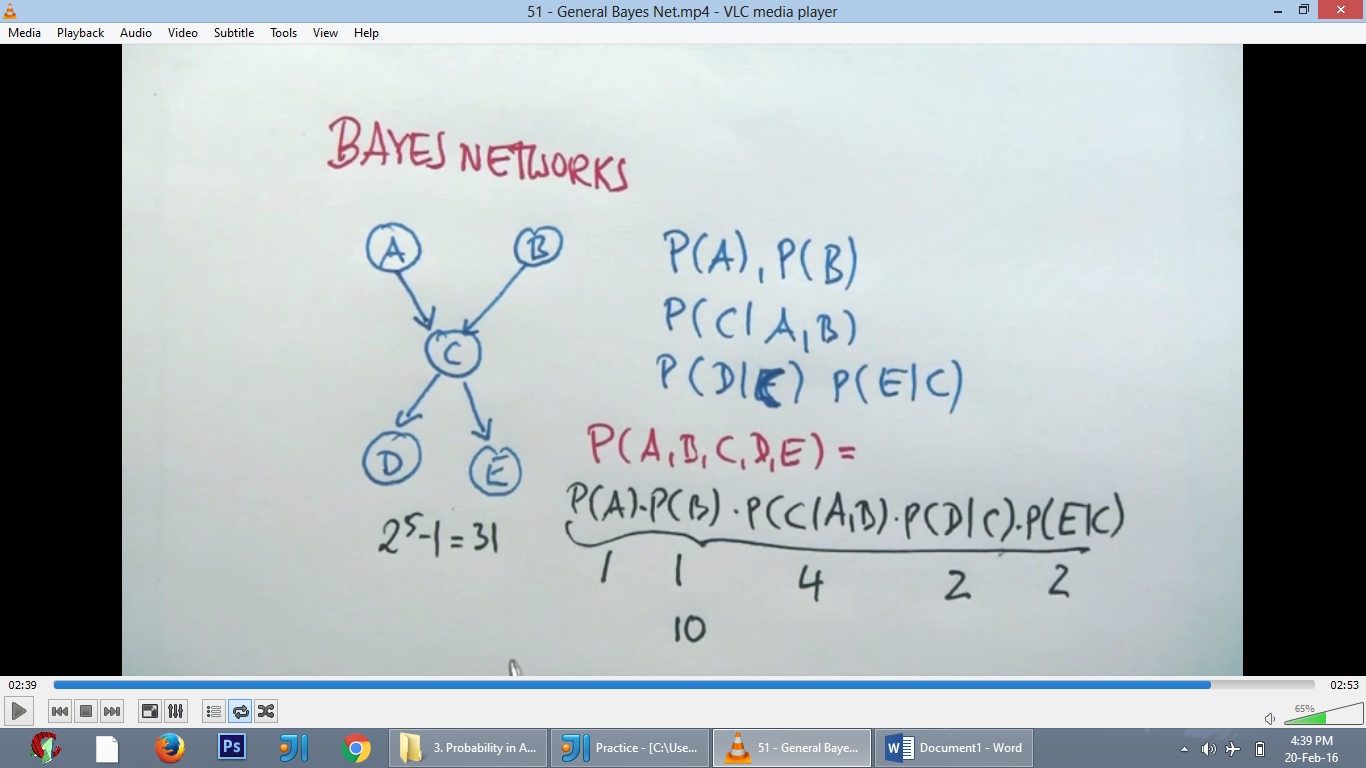 51 - General Bayes Net.mp4 - VLC media player
Media Playback Audio Video Subtitle Tools View Help
BAYES NETWORKS
A B
C
D E
2⁵-1=31
P(A), P(B)
P(C|A,B)
P(D|C) P(E|C)
P(A,B,C,D,E) =
P(A)·P(B)·P(C|A,B)·P(D|C)·P(E|C)
1 1 4 2 2
10
02:39 02:53
65%
Ps
3. Probability in A...
Practice - [C:\Use...
51 - General Baye...
Document1 - Word
4:39 PM
20-Feb-16